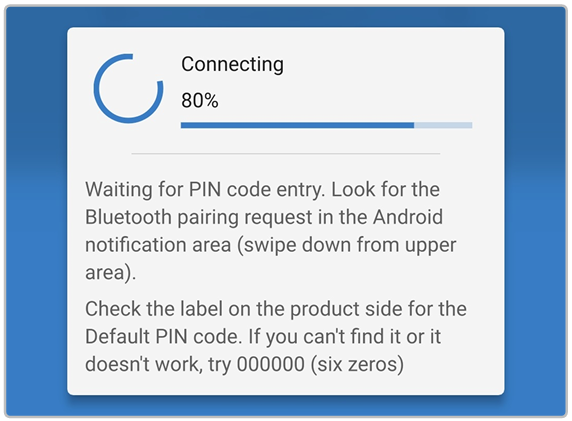 Connecting
80%
Waiting for PIN code entry. Look for the
Bluetooth pairing request in the Android
notification area (swipe down from upper
area).
Check the label on the product side for the
Default PIN code. If you can't find it or it
doesn't work, try 000000 (six zeros)